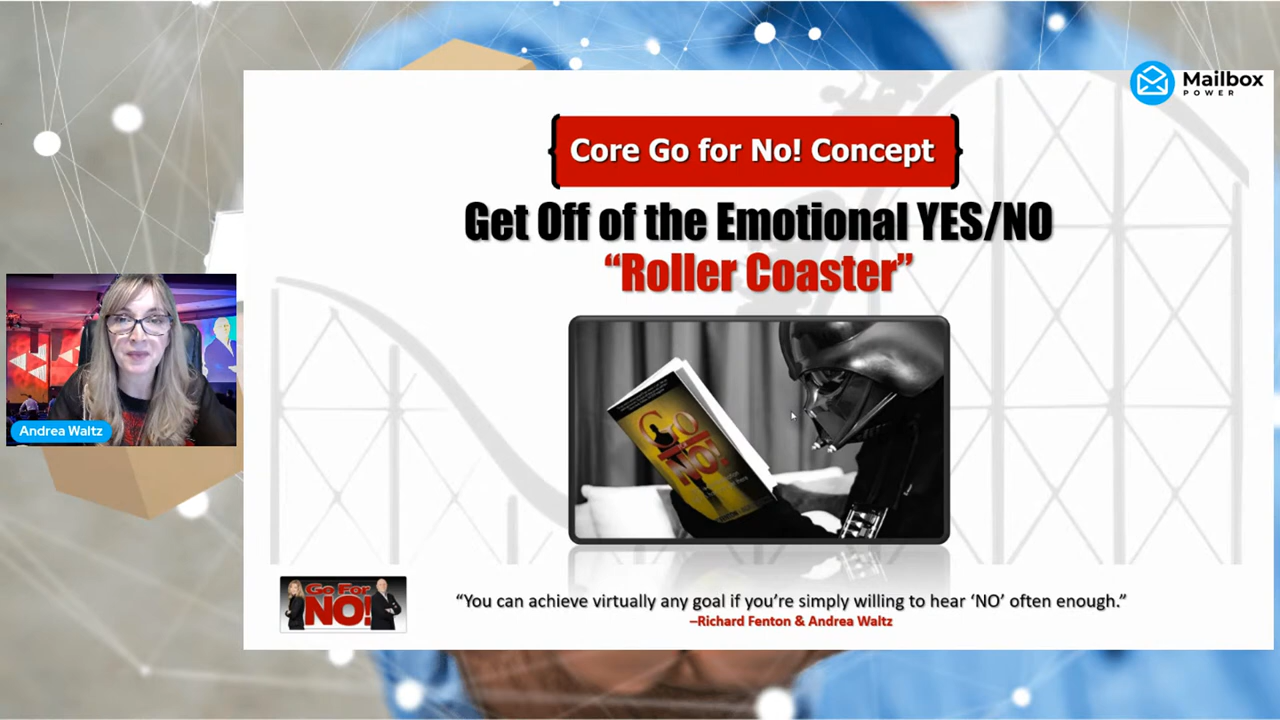 Mailbox
POWER
Core Go for No! Concept
Get Off of the Emotional YES/NO
“Roller Coaster”
Go for
NO!
Andrea Waltz
Go For
NO!
“You can achieve virtually any goal if you’re simply willing to hear ‘NO’ often enough.”
–Richard Fenton & Andrea Waltz